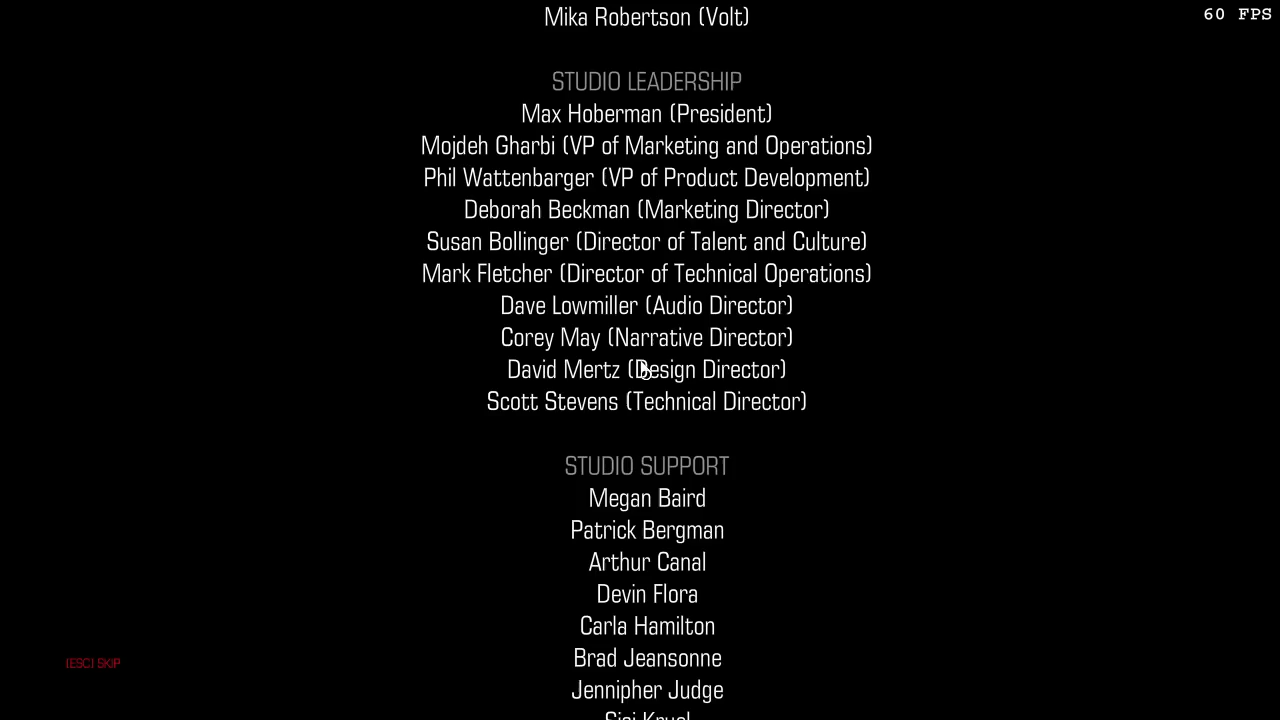 Mika Robertson (Volt)
60 FPS
STUDIO LEADERSHIP
Max Hoberman (President)
Mojdeh Gharbi (VP of Marketing and Operations)
Phil Wattenbarger (VP of Product Development)
Deborah Beckman (Marketing Director)
Susan Bollinger (Director of Talent and Culture)
Mark Fletcher (Director of Technical Operations)
Dave Lowmiller (Audio Director)
Corey May (Narrative Director)
David Mertz (Design Director)
Scott Stevens (Technical Director)
STUDIO SUPPORT
Megan Baird
Patrick Bergman
Arthur Canal
Devin Flora
Carla Hamilton
Brad Jeansonne
[ESC] SKIP
Jennipher Judge